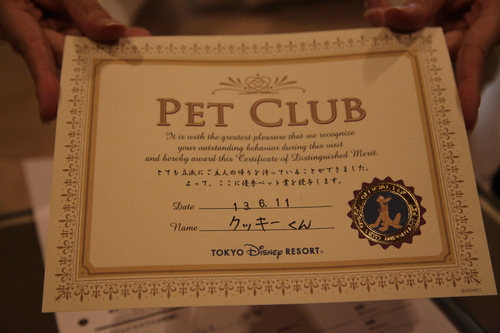 PET CLUB
It is with the greatest pleasure that we recognize
your outstanding behavior during this visit
and hereby award this Certificate of Distinguished Merit.
とても立派にご主人の帰りを待っていることができました。
よって、ここに優秀ペット賞を授与します。
Date 13.6.11
Name クッキーくん
TOKYO Disney RESORT®